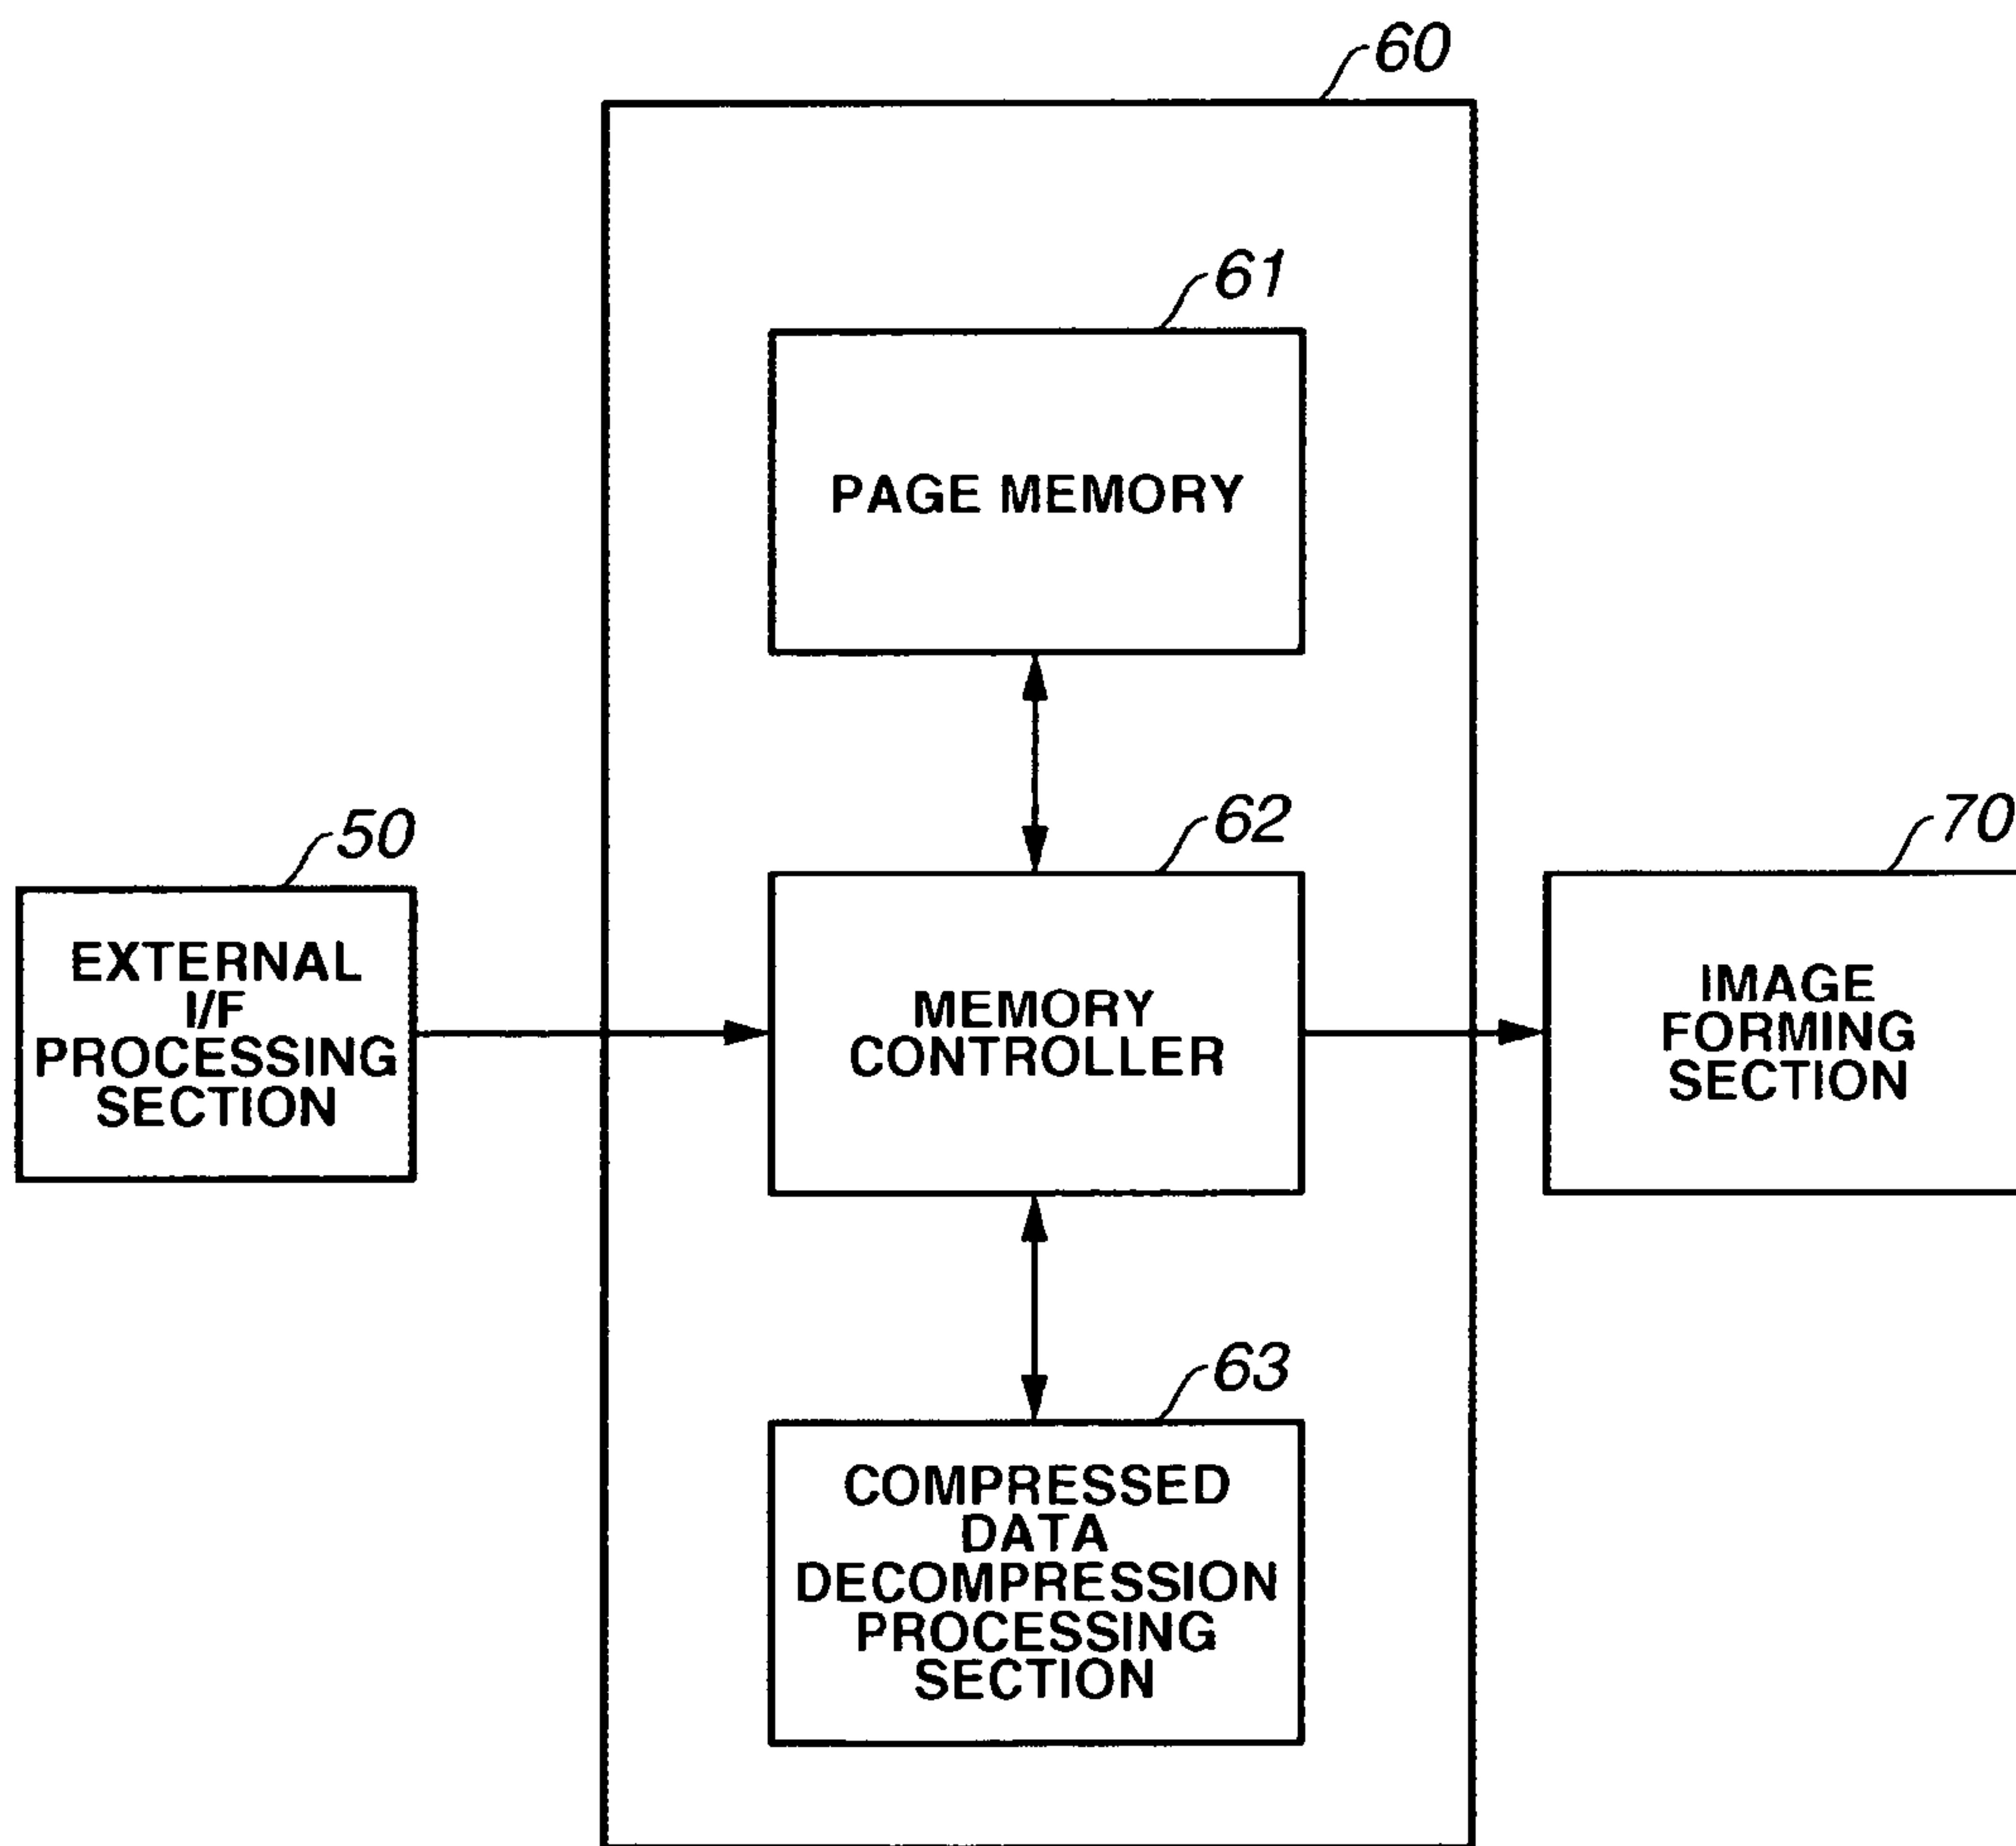 60
61
PAGE MEMORY
50
EXTERNAL
I/F
PROCESSING
SECTION
62
MEMORY
CONTROLLER
70
IMAGE
FORMING
SECTION
63
COMPRESSED
DATA
DECOMPRESSION
PROCESSING
SECTION